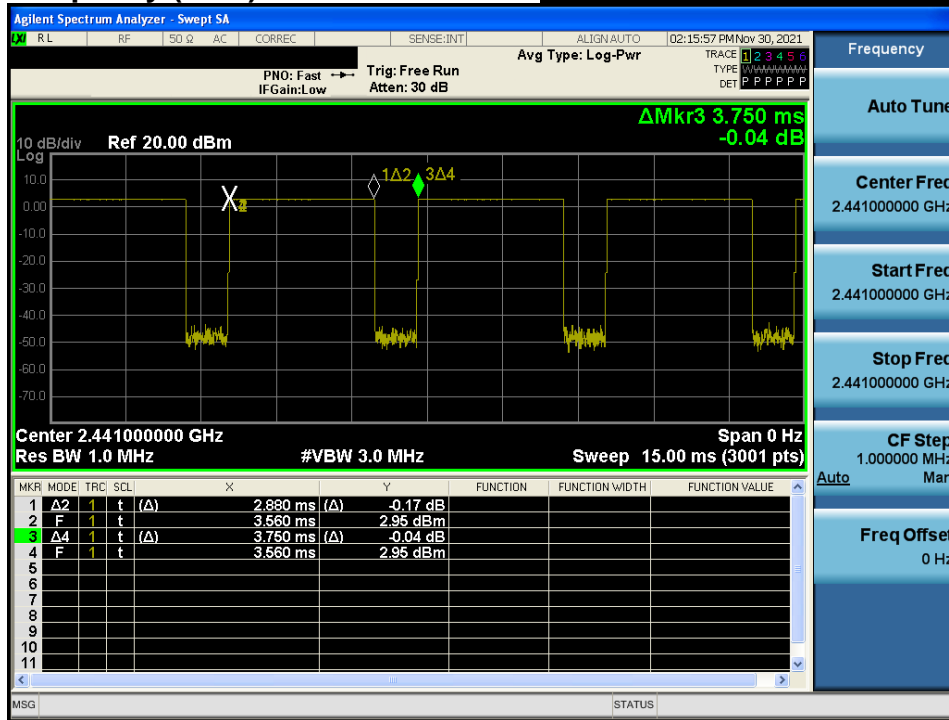 Agilent Spectrum Analyzer - Swept SA
LXI RL RF 50 Ω AC CORREC SENSE:INT ALIGN AUTO 02:15:57 PM Nov 30, 2021
Frequency
PNO: Fast
IFGain:Low
Trig: Free Run
Atten: 30 dB
Avg Type: Log-Pwr
TRACE 1 2 3 4 5 6
TYPE
DET P P P P P P
ΔMkr3 3.750 ms
-0.04 dB
10 dB/div Ref 20.00 dBm
Log
10.0
0.00
-10.0
-20.0
-30.0
-40.0
-50.0
-60.0
-70.0
X
1Δ2
3Δ4
Center 2.441000000 GHz Span 0 Hz
Res BW 1.0 MHz #VBW 3.0 MHz Sweep 15.00 ms (3001 pts)
MKR MODE TRC SCL X Y FUNCTION FUNCTION WIDTH FUNCTION VALUE
1 Δ2 1 t (Δ) 2.880 ms (Δ) -0.17 dB
2 F 1 t 3.560 ms 2.95 dBm
3 Δ4 1 t (Δ) 3.750 ms (Δ) -0.04 dB
4 F 1 t 3.560 ms 2.95 dBm
5
6
7
8
9
10
11
MSG STATUS
Auto Tune
Center Freq
2.441000000 GHz
Start Freq
2.441000000 GHz
Stop Freq
2.441000000 GHz
CF Step
1.000000 MHz
Auto Man
Freq Offset
0 Hz